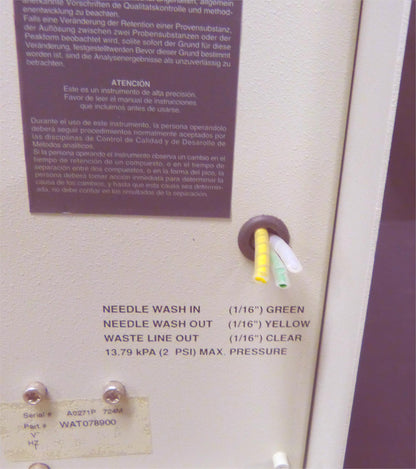 anerkannte Vorschriften de Qualitätskontrolle und method-
enentwicklung zu beachten.
Falls eine Veränderung der Retention einer Provensubstanz,
der Auflösung zwischen zwei Probensubstanzen oder der
Peakform beobachtet wird, solite sofort der Grund für diese
Veränderung, festgestelltwerden Bevor dieser Grund bestimmt
worden ist, sind die Analysenergebnisse als unzuverlässig zu
betrachten.
ATENCIÓN
Este es un instrumento de alta precisión.
Favor de leer el manual de instrucciones
que incluimos antes de usarse.
Durante el uso de este instrumento, la persona operandolo
deberá seguir procedimientos normalmente aceptados por
las disciplinas de Control de Calidad y de Desarollo de
Métodos analíticos.
Si la persona operando el instrumento observa un cambio en el
tiempo de retención de un compuesto, o en el tiempo de
separación entre dos compuestos, o en la forma del pico, la
persona deberá tomar acción inmediata para determinar la
causa de los cambios, y hasta que esta causa sea determin-
ada, no debe confiar en los resultados de la separación.
NEEDLE WASH IN (1/16") GREEN
NEEDLE WASH OUT (1/16") YELLOW
WASTE LINE OUT (1/16") CLEAR
13.79 kPA (2 PSI) MAX. PRESSURE
Serial # A0271P 724M
Part # WAT078900
V
HZ